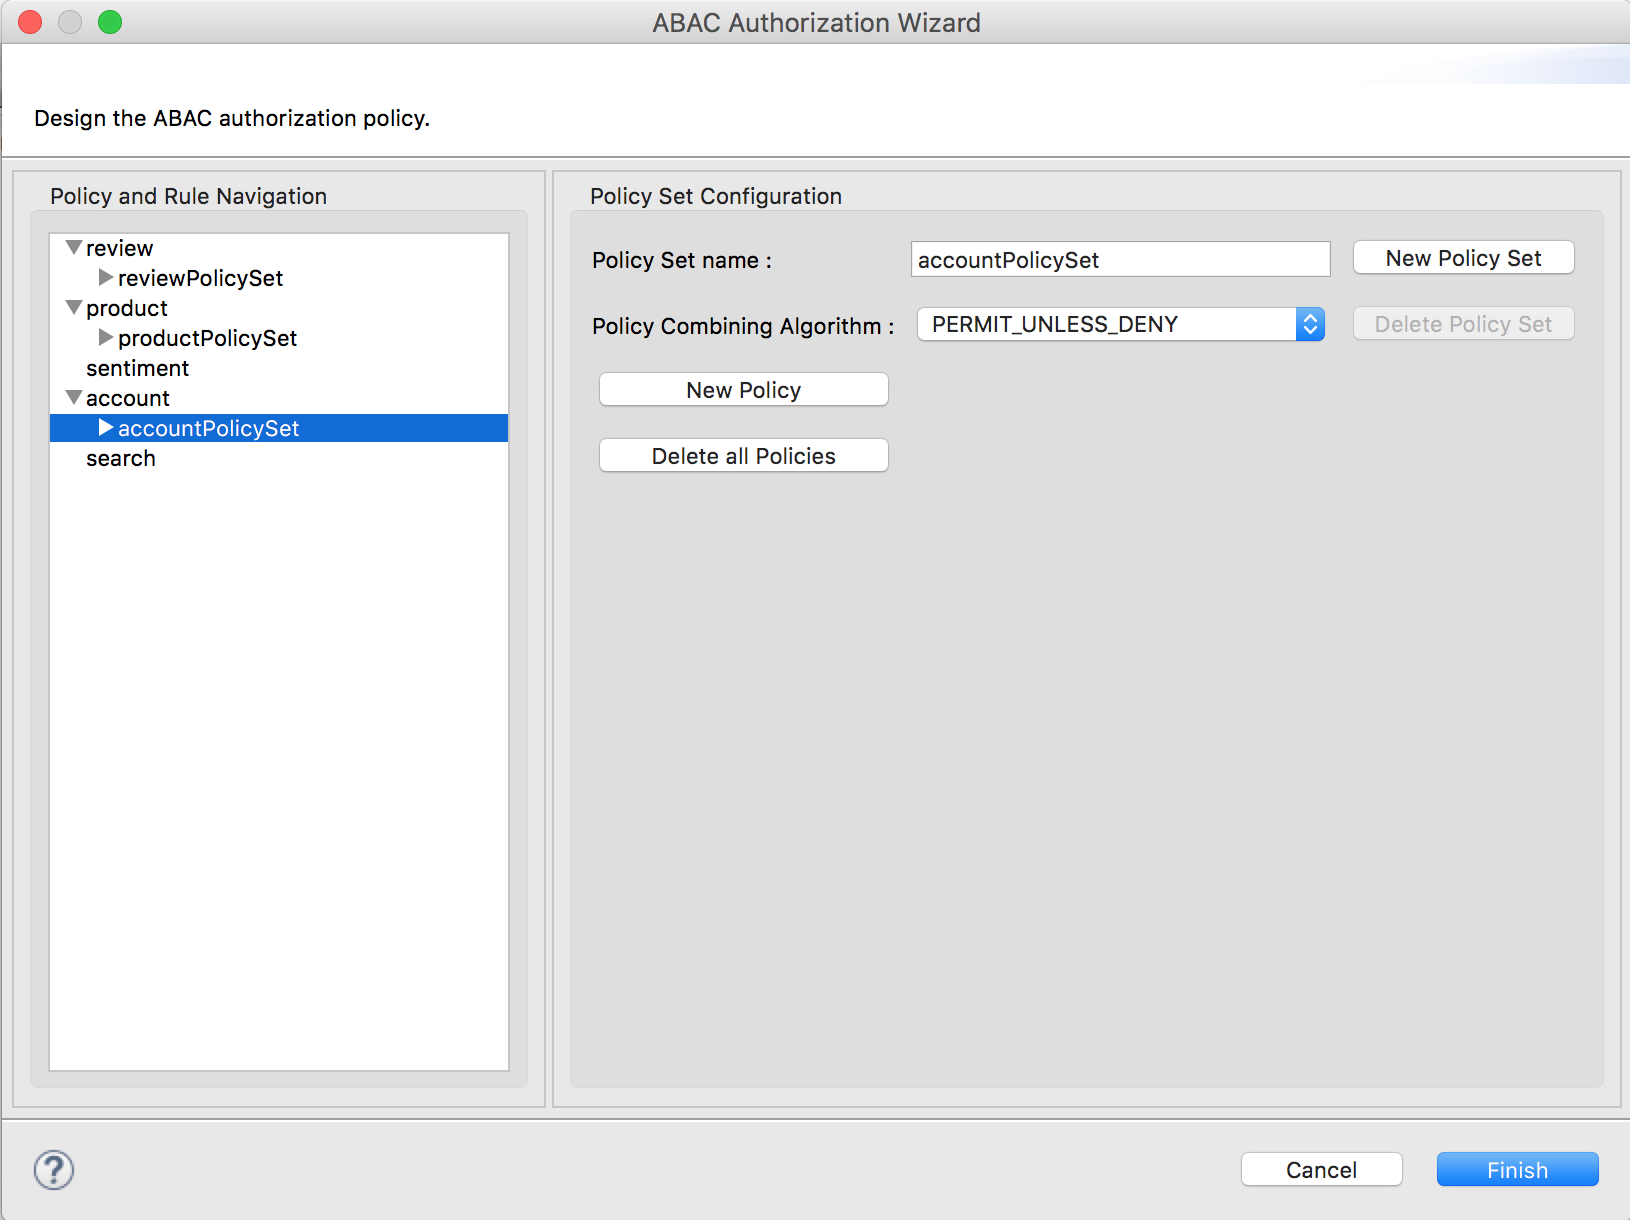 ABAC Authorization Wizard
Design the ABAC authorization policy.
Policy and Rule Navigation
review
reviewPolicySet
product
productPolicySet
sentiment
account
accountPolicySet
search
Policy Set Configuration
Policy Set name :
accountPolicySet
New Policy Set
Policy Combining Algorithm :
PERMIT_UNLESS_DENY
Delete Policy Set
New Policy
Delete all Policies
?
Cancel
Finish